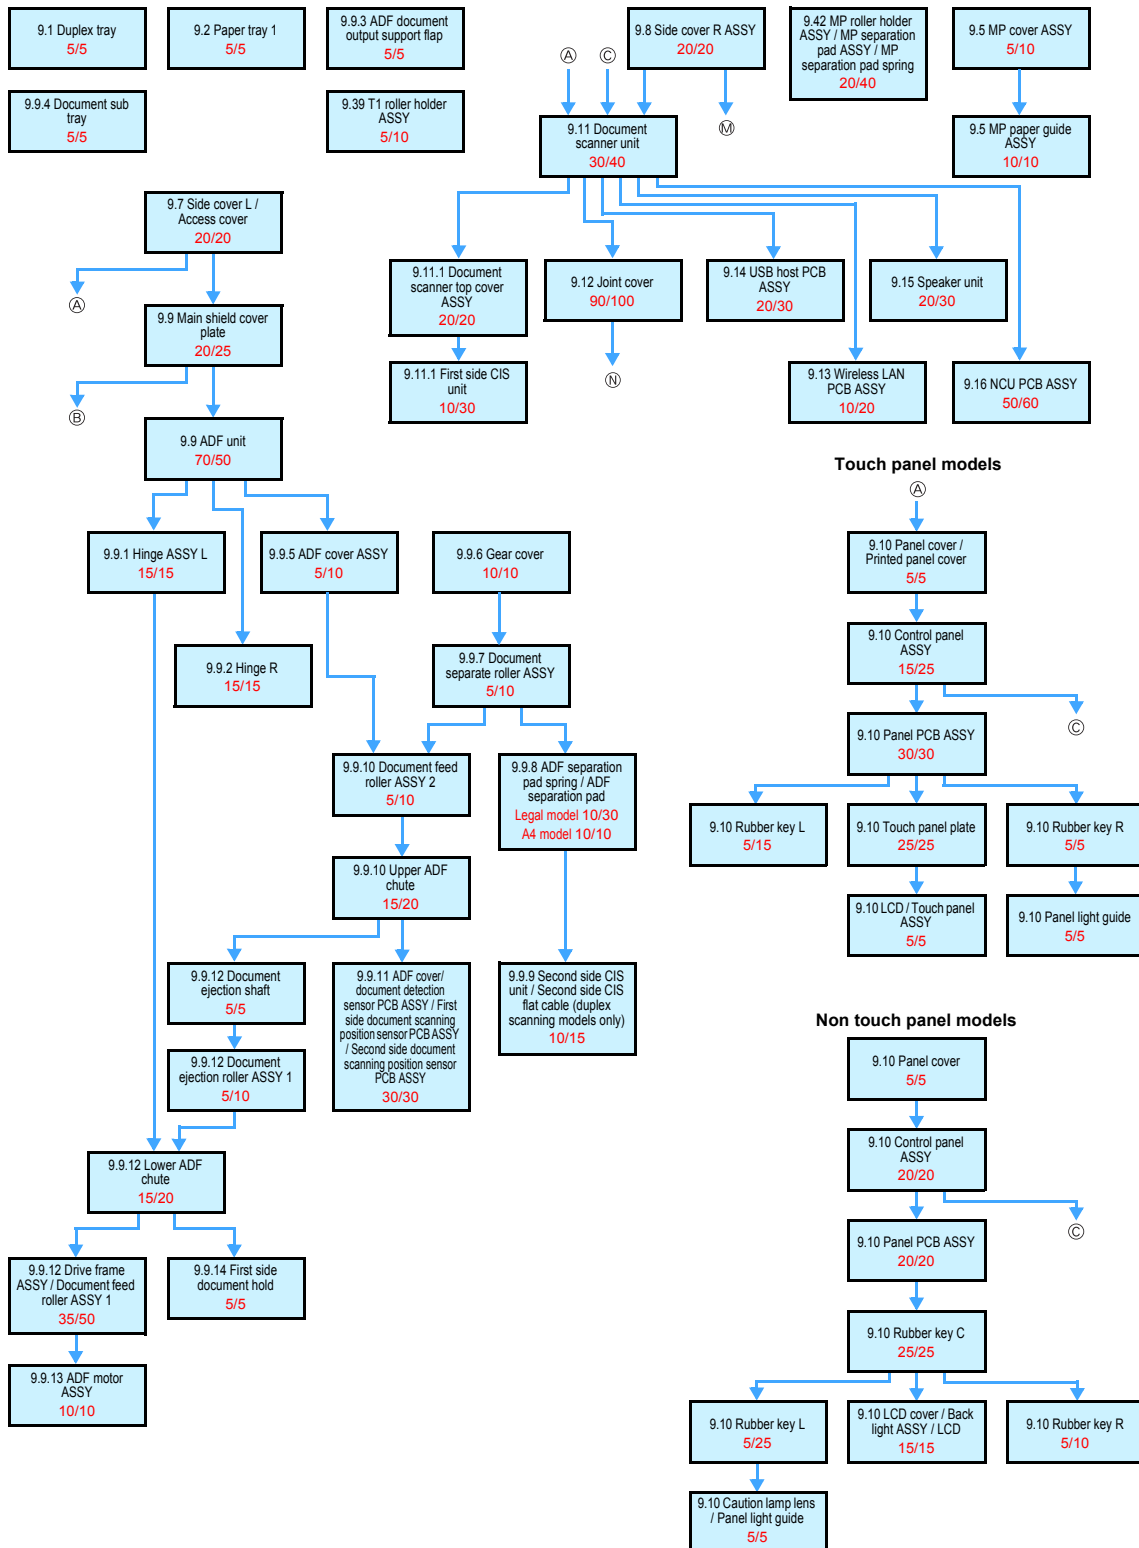 9.1 Duplex tray
5/5
9.2 Paper tray 1
5/5
9.9.3 ADF document
output support flap
5/5
9.8 Side cover R ASSY
20/20
9.42 MP roller holder
ASSY / MP separation
pad ASSY / MP
separation pad spring
20/40
9.5 MP cover ASSY
5/10
A
C
9.9.4 Document sub
tray
5/5
9.39 T1 roller holder
ASSY
5/10
9.11 Document
scanner unit
30/40
M
9.5 MP paper guide
ASSY
10/10
9.7 Side cover L /
Access cover
20/20
A
9.9 Main shield cover
plate
20/25
B
9.9 ADF unit
70/50
9.11.1 Document
scanner top cover
ASSY
20/20
9.12 Joint cover
90/100
9.14 USB host PCB
ASSY
20/30
9.15 Speaker unit
20/30
9.11.1 First side CIS
unit
10/30
N
9.13 Wireless LAN
PCB ASSY
10/20
9.16 NCU PCB ASSY
50/60
9.9.1 Hinge ASSY L
15/15
9.9.5 ADF cover ASSY
5/10
9.9.6 Gear cover
10/10
9.9.2 Hinge R
15/15
9.9.7 Document
separate roller ASSY
5/10
9.9.10 Document feed
roller ASSY 2
5/10
9.9.8 ADF separation
pad spring / ADF
separation pad
Legal model 10/30
A4 model 10/10
9.9.10 Upper ADF
chute
15/20
9.9.12 Document
ejection shaft
5/5
9.9.11 ADF cover/
document detection
sensor PCB ASSY / First
side document scanning
position sensor PCB ASSY
/ Second side document
scanning position sensor
PCB ASSY
30/30
9.9.9 Second side CIS
unit / Second side CIS
flat cable (duplex
scanning models only)
10/15
9.9.12 Document
ejection roller ASSY 1
5/10
9.9.12 Lower ADF
chute
15/20
9.9.12 Drive frame
ASSY / Document feed
roller ASSY 1
35/50
9.9.14 First side
document hold
5/5
9.9.13 ADF motor
ASSY
10/10
Touch panel models
A
9.10 Panel cover /
Printed panel cover
5/5
9.10 Control panel
ASSY
15/25
C
9.10 Panel PCB ASSY
30/30
9.10 Rubber key L
5/15
9.10 Touch panel plate
25/25
9.10 Rubber key R
5/5
9.10 LCD / Touch panel
ASSY
5/5
9.10 Panel light guide
5/5
Non touch panel models
9.10 Panel cover
5/5
9.10 Control panel
ASSY
20/20
C
9.10 Panel PCB ASSY
20/20
9.10 Rubber key C
25/25
9.10 Rubber key L
5/25
9.10 LCD cover / Back
light ASSY / LCD
15/15
9.10 Rubber key R
5/10
9.10 Caution lamp lens
/ Panel light guide
5/5